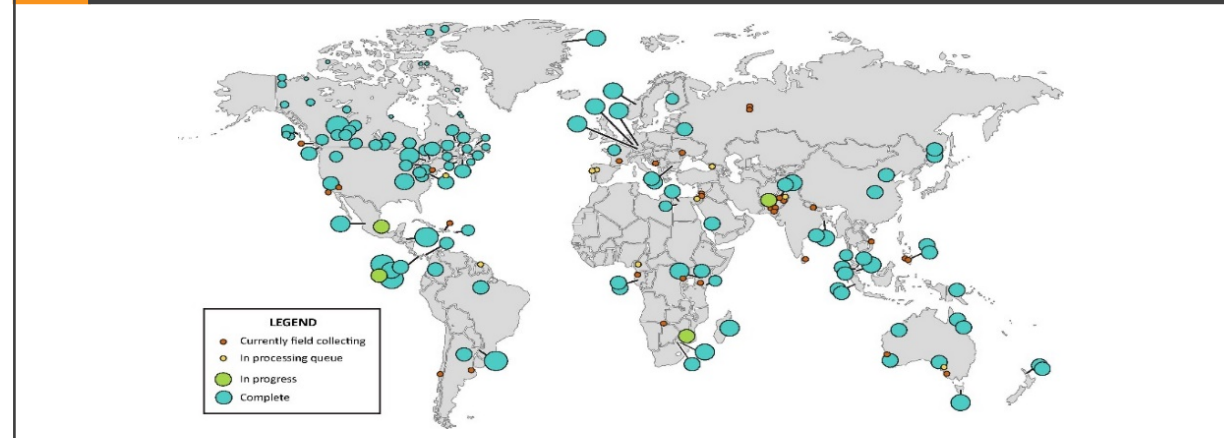 LEGEND
Currently field collecting
In processing queue
In progress
Complete